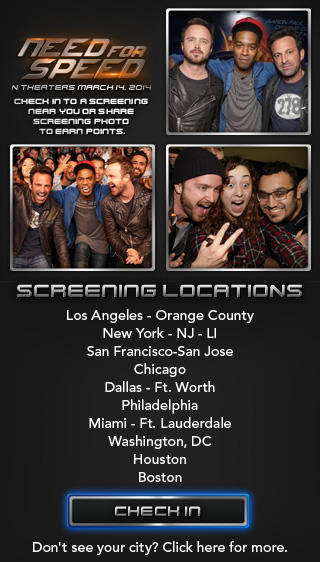 NEED FOR
SPEED
N THEATERS MARCH 14, 2014
CHECK IN TO A SCREENING
NEAR YOU OR SHARE
SCREENING PHOTO
TO EARN POINTS.
278
SCREENING LOCATIONS
Los Angeles - Orange County
New York - NJ - LI
San Francisco-San Jose
Chicago
Dallas - Ft. Worth
Philadelphia
Miami - Ft. Lauderdale
Washington, DC
Houston
Boston
CHECK IN
Don't see your city? Click here for more.